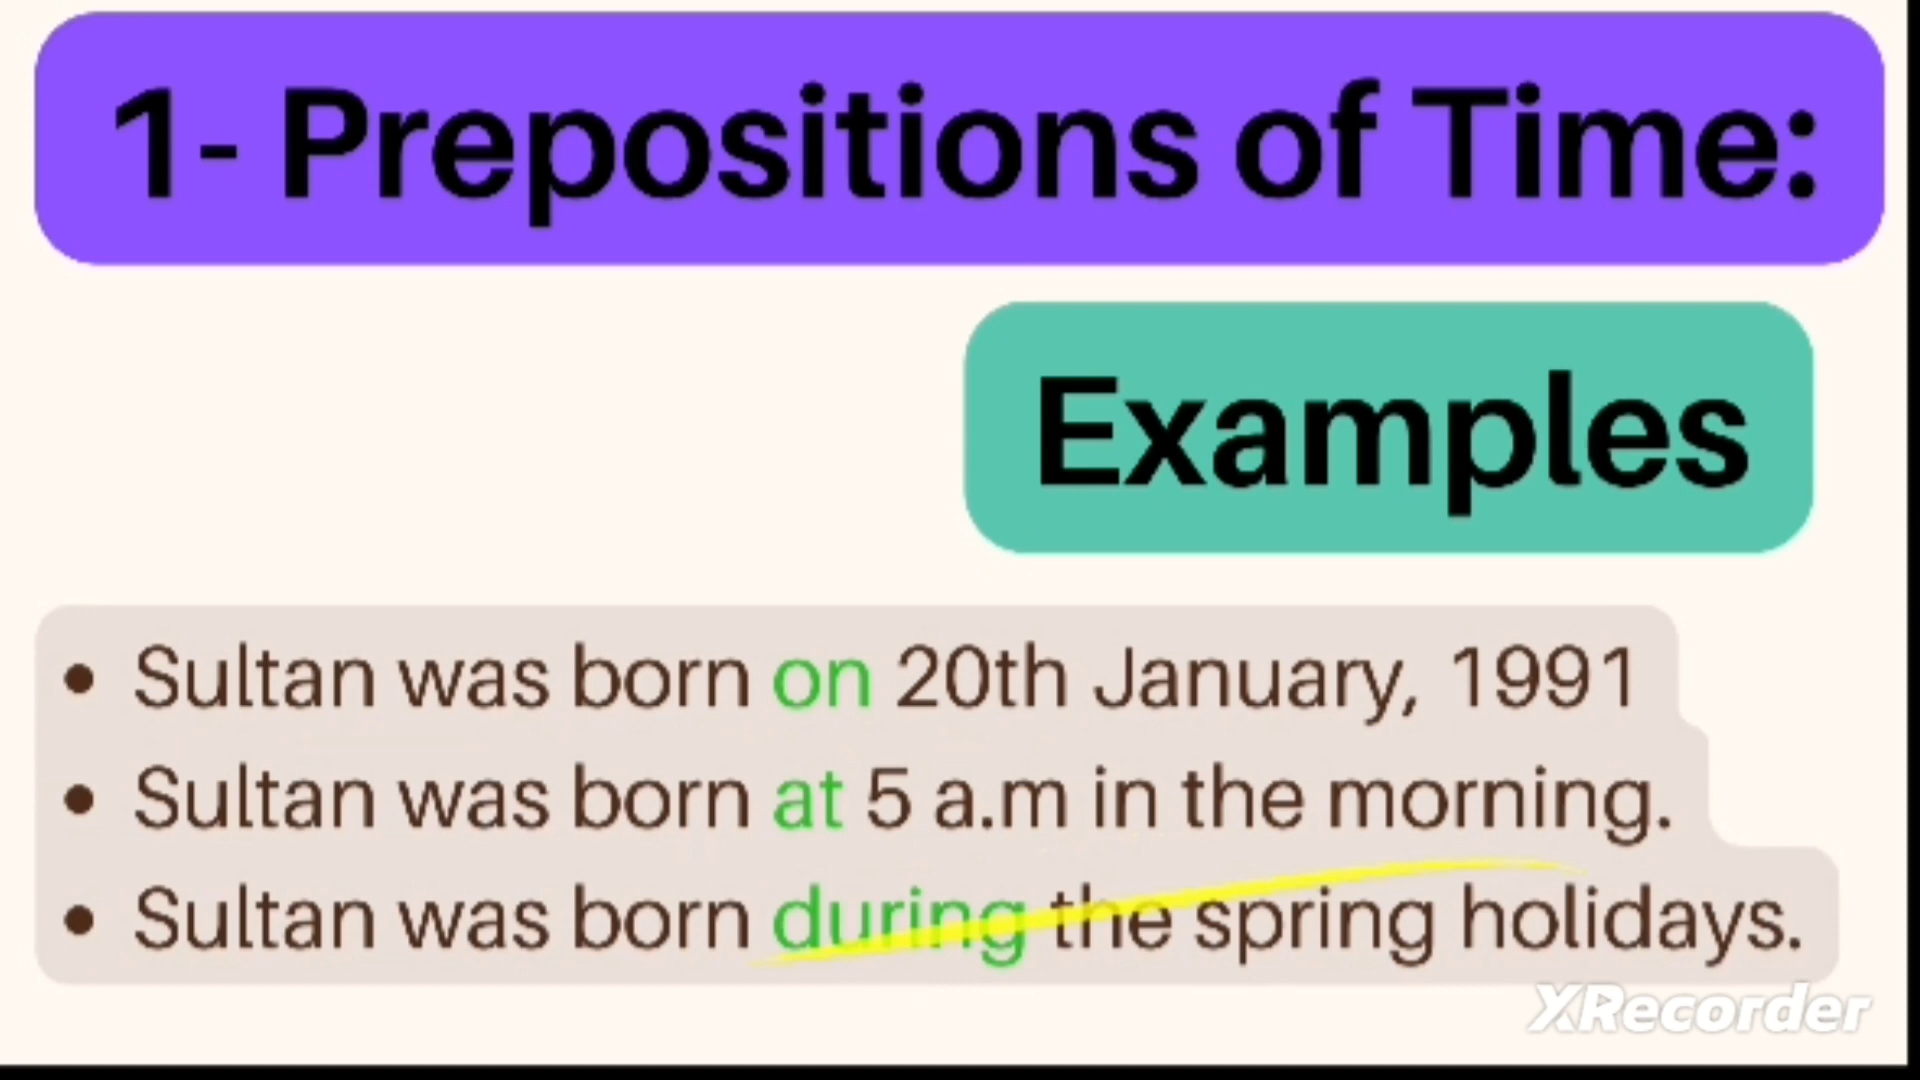 1- Prepositions of Time:
Examples
• Sultan was born on 20th January, 1991
• Sultan was born at 5 a.m in the morning.
• Sultan was born during the spring holidays.
XRecorder